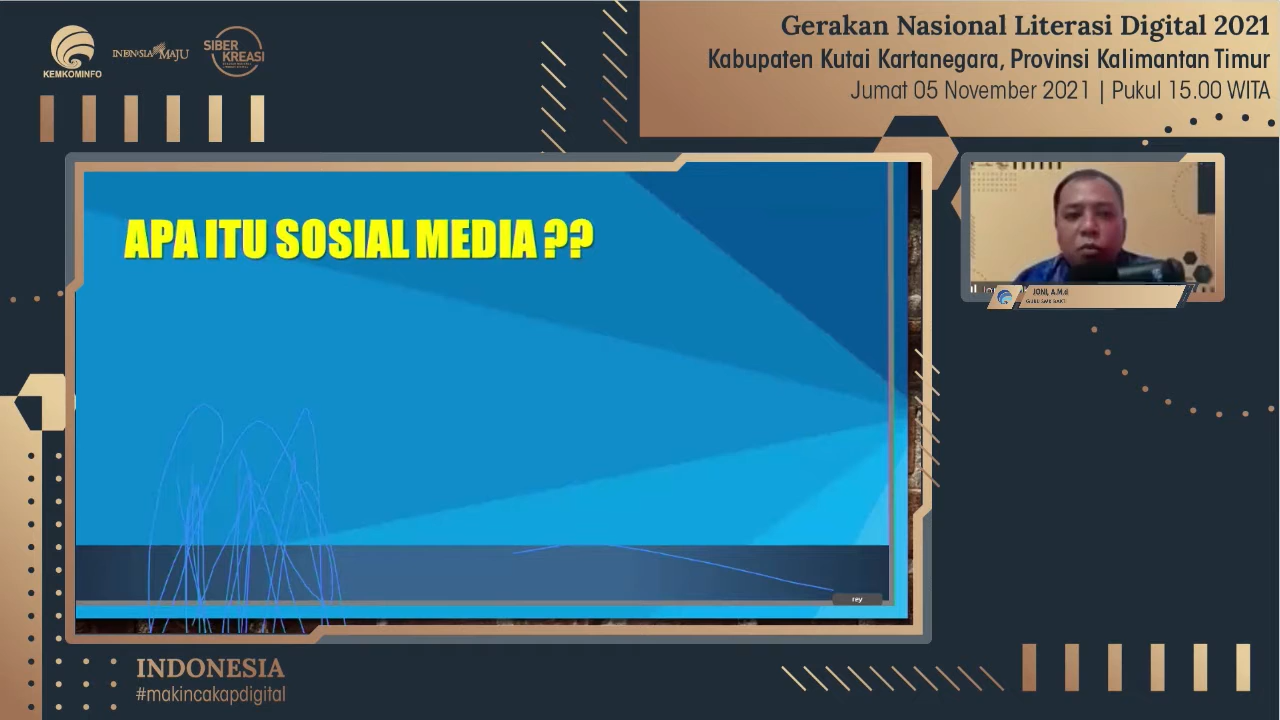 KEMKOMINFO
INDONESIA MAJU
SIBER
KREASI
Gerakan Nasional Literasi Digital 2021
Kabupaten Kutai Kartanegara, Provinsi Kalimantan Timur
Jumat 05 November 2021 | Pukul 15.00 WITA
APA ITU SOSIAL MEDIA ??
JONI, A.M.d
rey
INDONESIA
#makincakapdigital